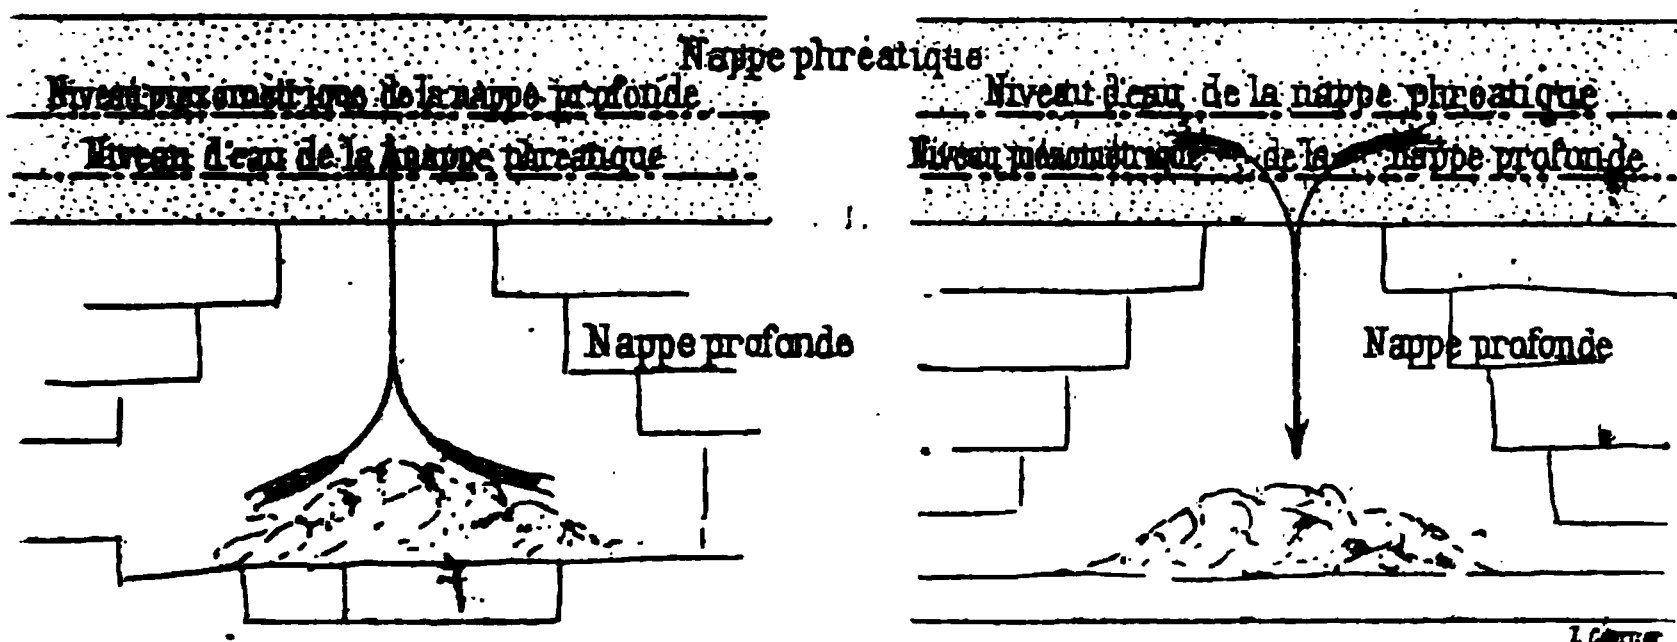 Nappe phréatique
Niveau piézométrique de la nappe profonde
Niveau d'eau de la nappe phréatique
Niveau d'eau de la nappe phréatique
Niveau piézométrique de la nappe profonde
Nappe profonde
Nappe profonde